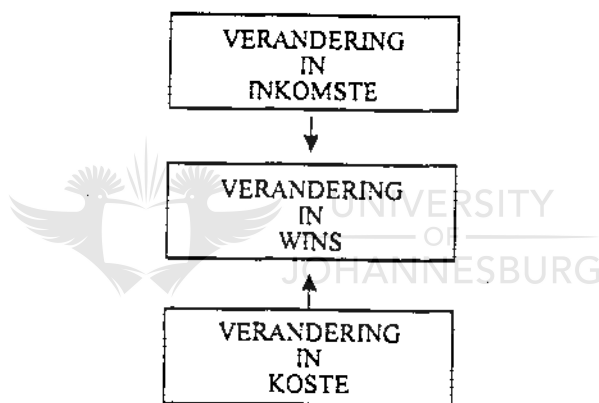 VERANDERING
IN
INKOMSTE
VERANDERING
IN
WINS
UNIVERSITY
OF
JOHANNESBURG
VERANDERING
IN
KOSTE